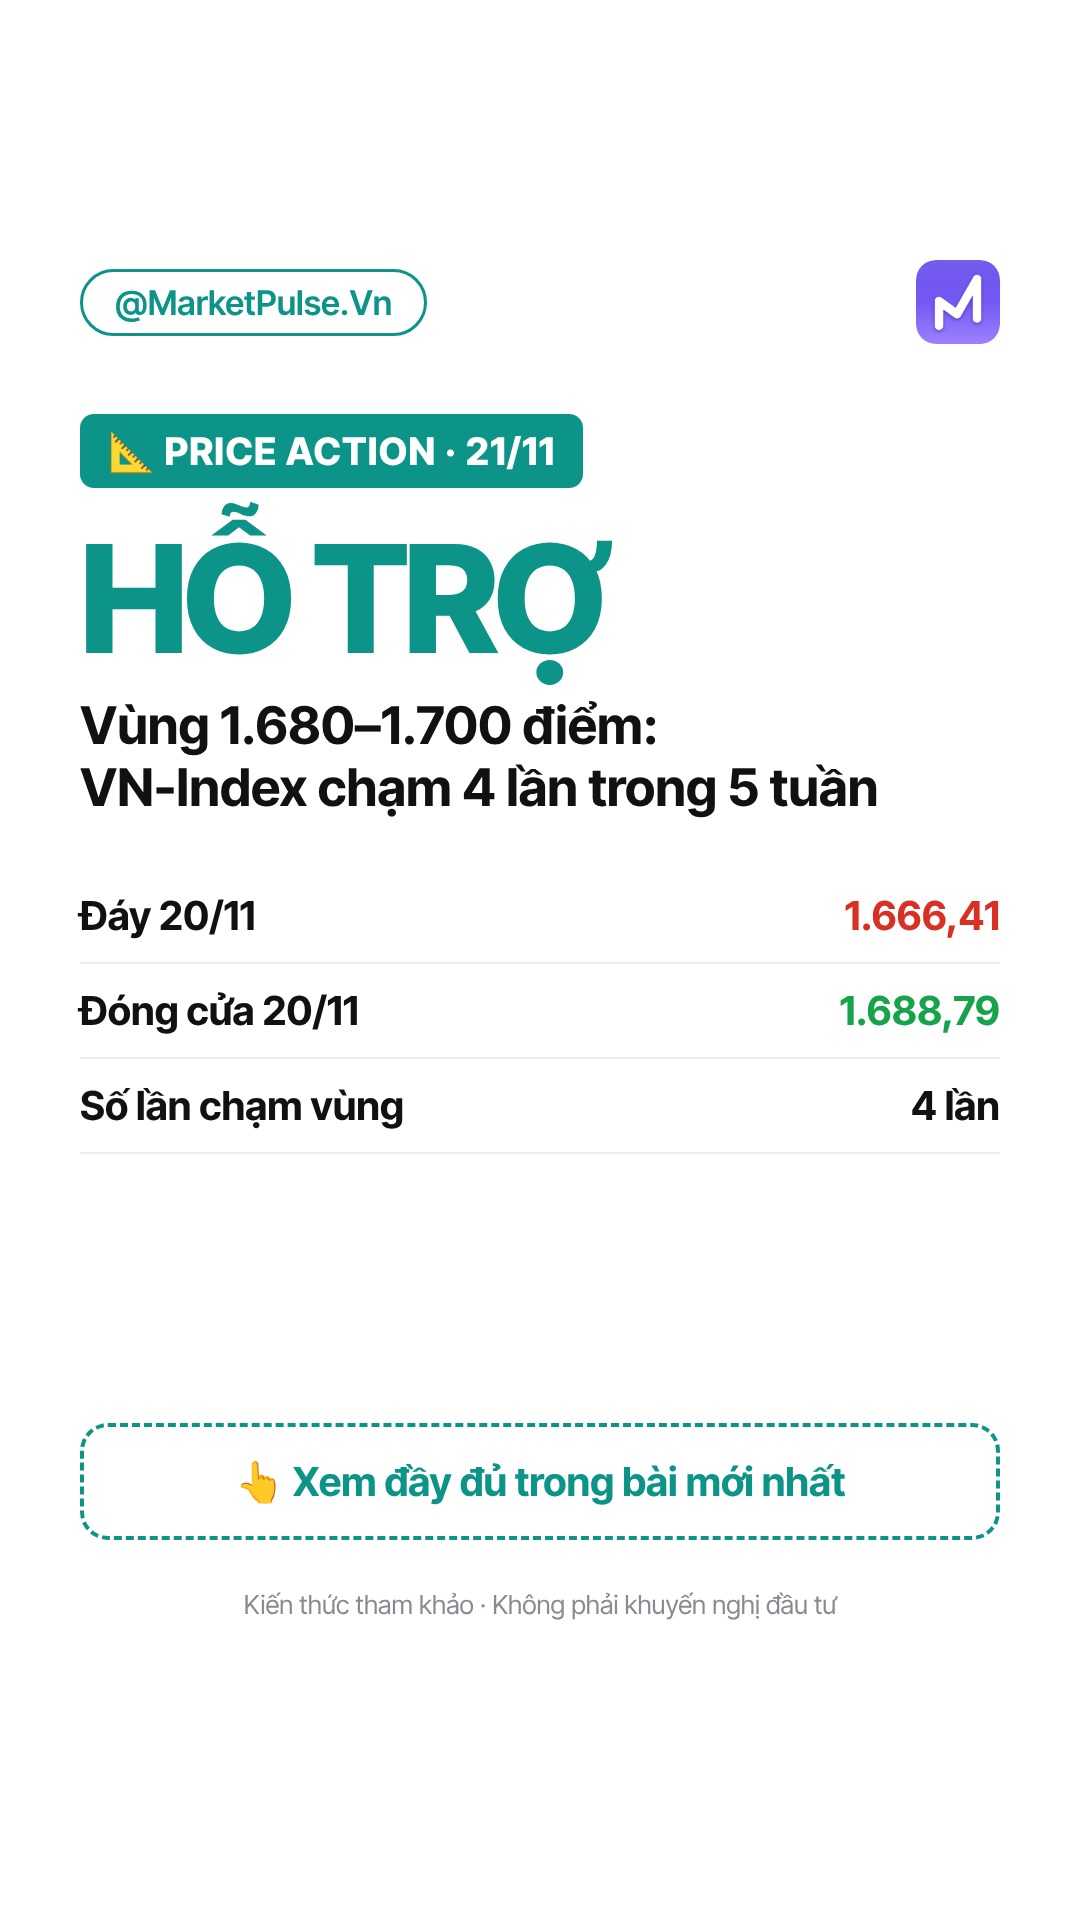 @MarketPulse.Vn
📐 PRICE ACTION · 21/11
HỖ TRỢ
Vùng 1.680–1.700 điểm:
VN-Index chạm 4 lần trong 5 tuần
Đáy 20/11 1.666,41
Đóng cửa 20/11 1.688,79
Số lần chạm vùng 4 lần
👆 Xem đầy đủ trong bài mới nhất
Kiến thức tham khảo · Không phải khuyến nghị đầu tư